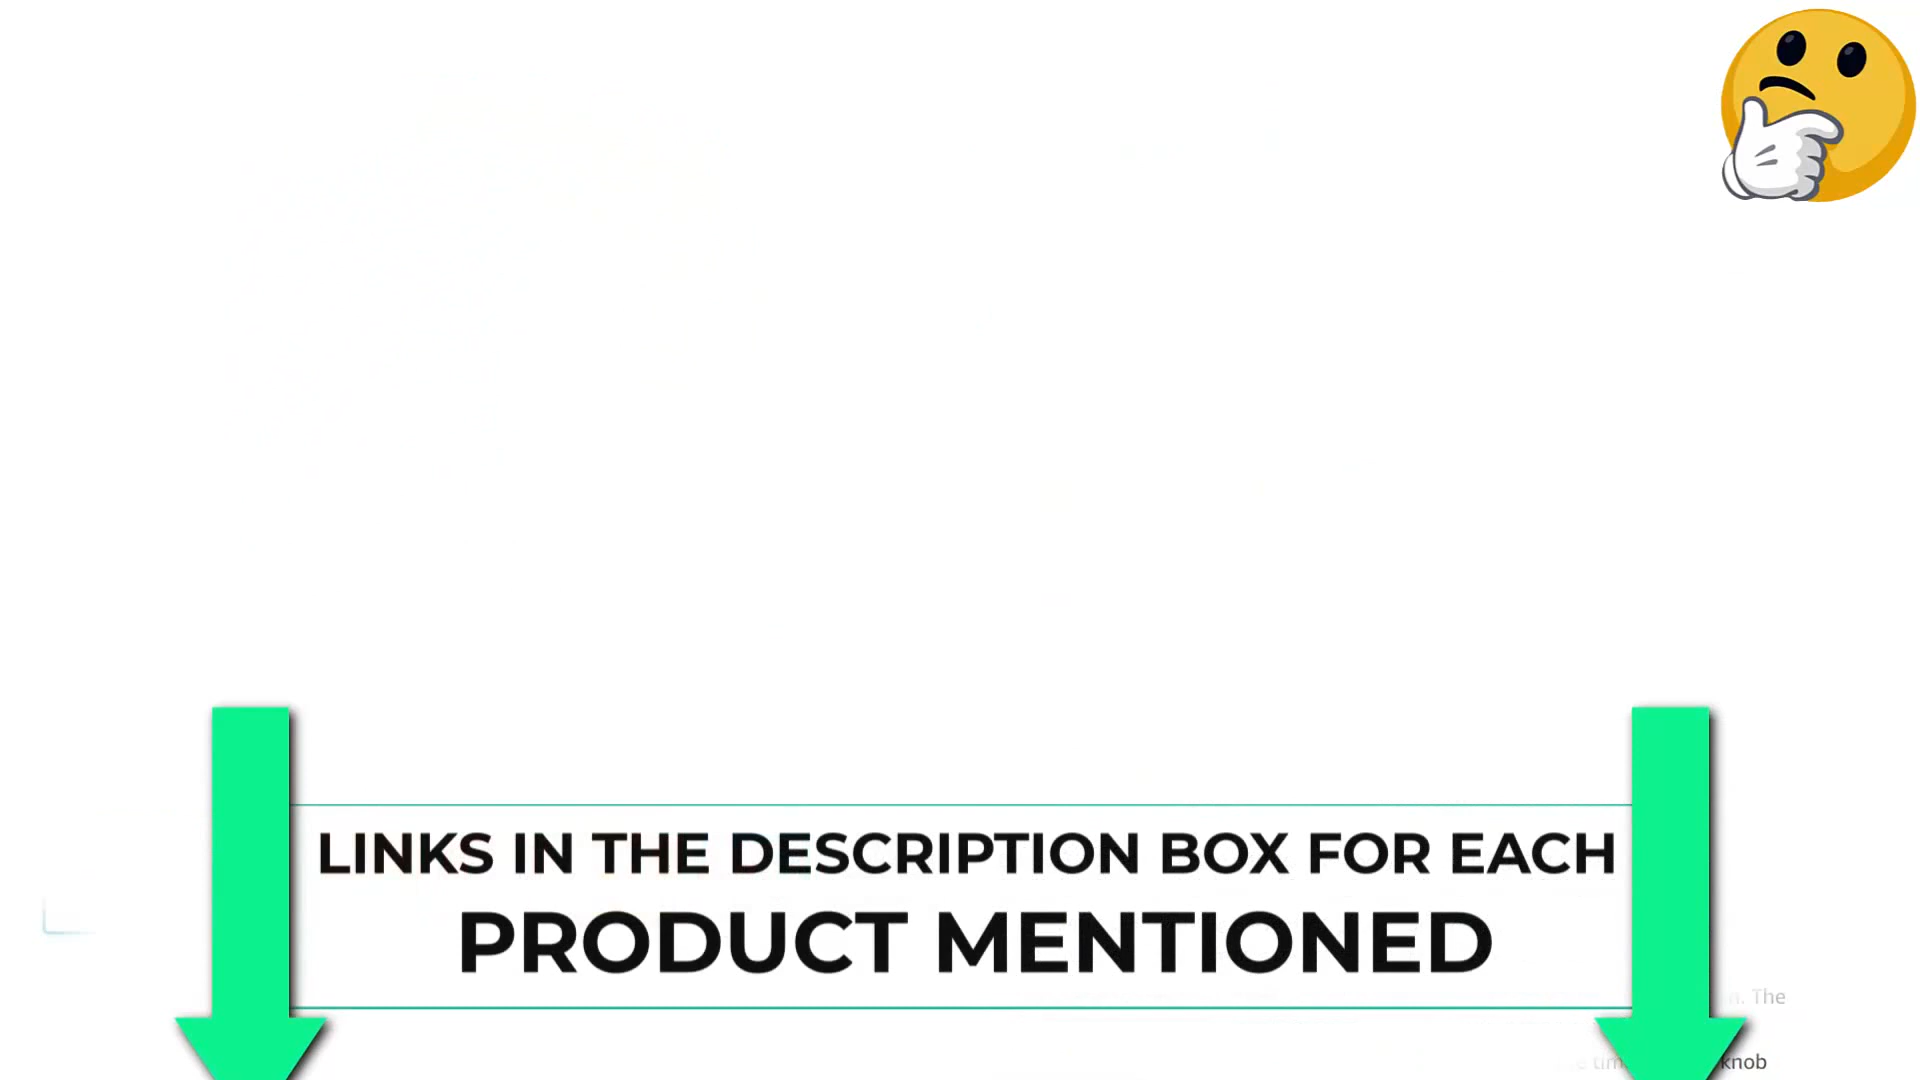 LINKS IN THE DESCRIPTION BOX FOR EACH
PRODUCT MENTIONED
The
knob